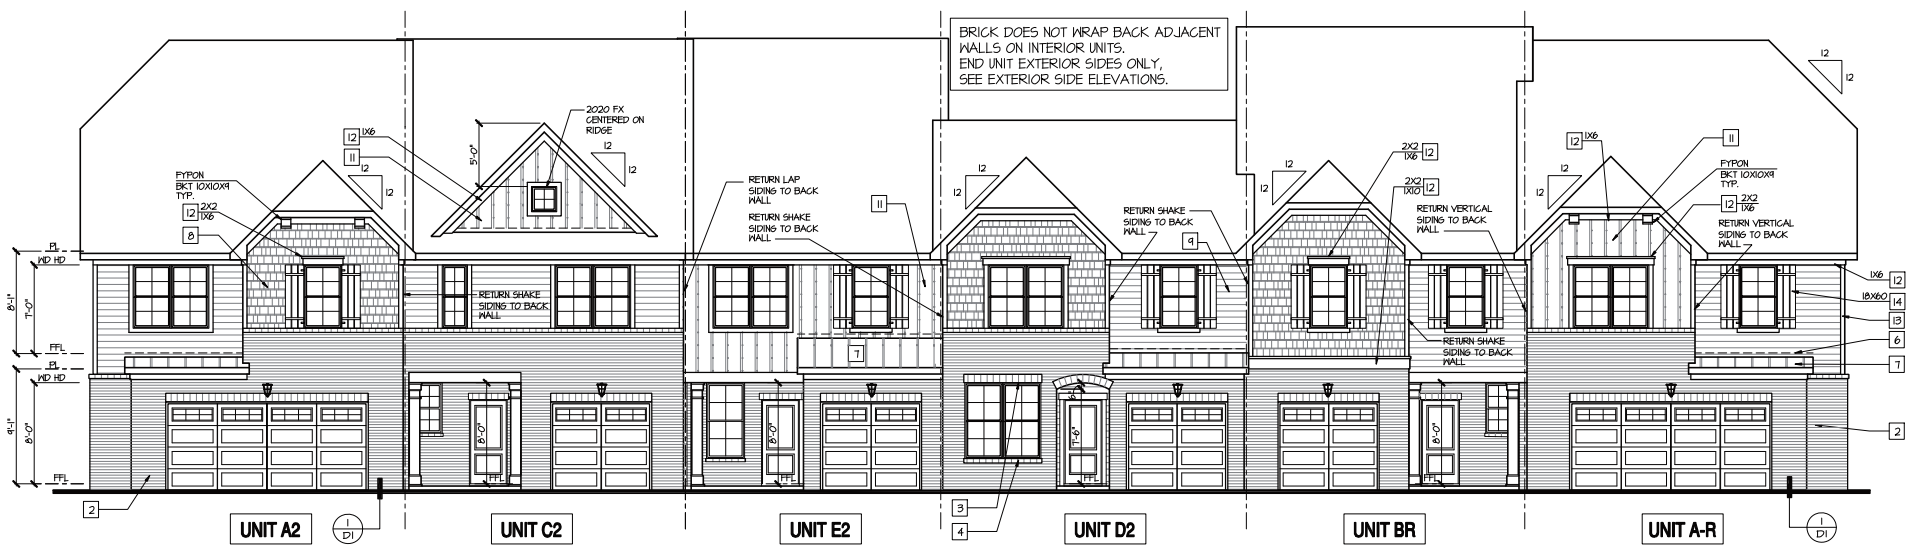 BRICK DOES NOT WRAP BACK ADJACENT
WALLS ON INTERIOR UNITS.
END UNIT EXTERIOR SIDES ONLY,
SEE EXTERIOR SIDE ELEVATIONS.
12
12
2020 FX
CENTERED ON
RIDGE
12 1X6
11
5'-0"
12
12
FYPON
BKT 10X10X9
TYP.
12 2X2
1X6
8
12
12
RETURN LAP
SIDING TO BACK
WALL
RETURN SHAKE
SIDING TO BACK
WALL
11
12
12
RETURN SHAKE
SIDING TO BACK
WALL
9
12
12
2X2
1X6 12
2X2
1X10 12
RETURN VERTICAL
SIDING TO BACK
WALL
12
12
12 1X6
11
FYPON
BKT 10X10X9
TYP.
12 2X2
1X6
RETURN VERTICAL
SIDING TO BACK
WALL
Pl
WD HD
8'-1"
7'-0"
FFL
Pl
WD HD
9'-1"
8'-0"
FFL
RETURN SHAKE
SIDING TO BACK
WALL
7
RETURN SHAKE
SIDING TO BACK
WALL
1X6
12
18X60 14
13
6
7
2
8'-0"
FFL
8'-0"
FFL
7'-6"
8'-0"
FFL
2
3
4
UNIT A2
1
D1
UNIT C2
UNIT E2
UNIT D2
UNIT BR
UNIT A-R
1
D1